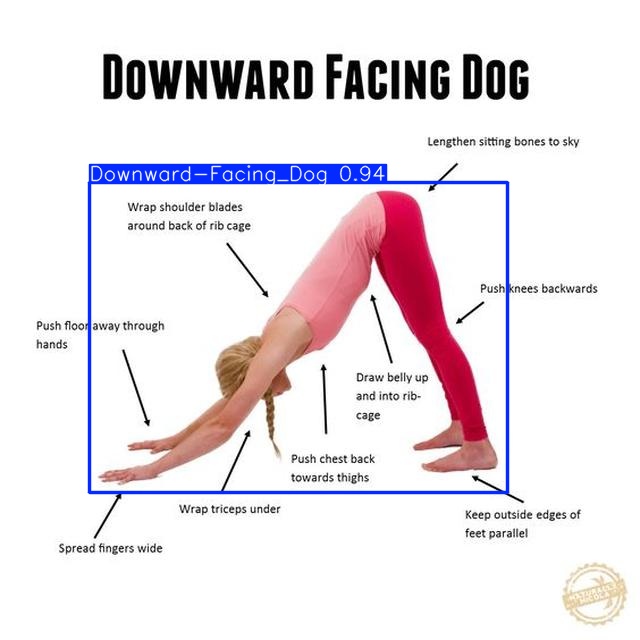 DOWNWARD FACING DOG
Lengthen sitting bones to sky
Downward-Facing_Dog 0.94
Wrap shoulder blades
around back of rib cage
Push knees backwards
Push floor away through
hands
Draw belly up
and into rib-
cage
Push chest back
towards thighs
Wrap triceps under
Keep outside edges of
feet parallel
Spread fingers wide
NATURALLY
NICOLA